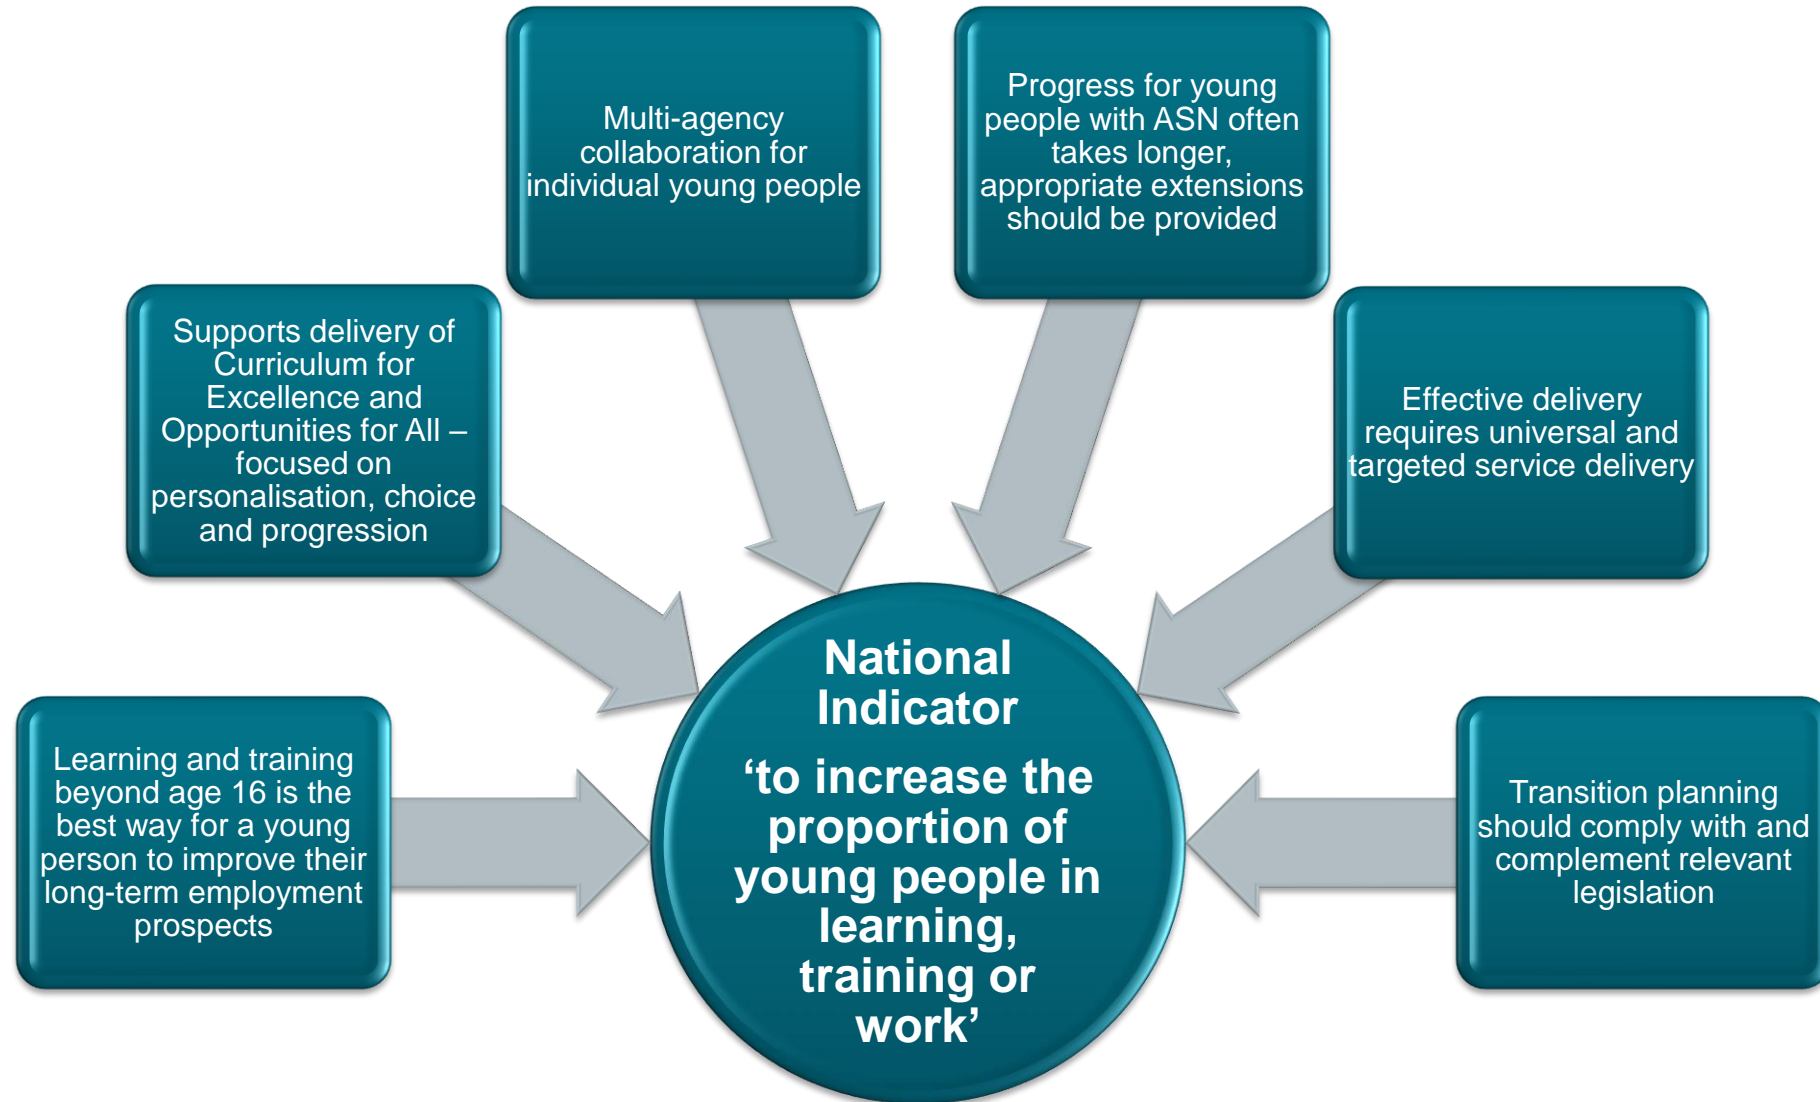 Multi-agency
collaboration for
individual young people
Progress for young
people with ASN often
takes longer,
appropriate extensions
should be provided
Supports delivery of
Curriculum for
Excellence and
Opportunities for All –
focused on
personalisation, choice
and progression
Effective delivery
requires universal and
targeted service delivery
Learning and training
beyond age 16 is the
best way for a young
person to improve their
long-term employment
prospects
National
Indicator
‘to increase the
proportion of
young people in
learning,
training or
work’
Transition planning
should comply with and
complement relevant
legislation